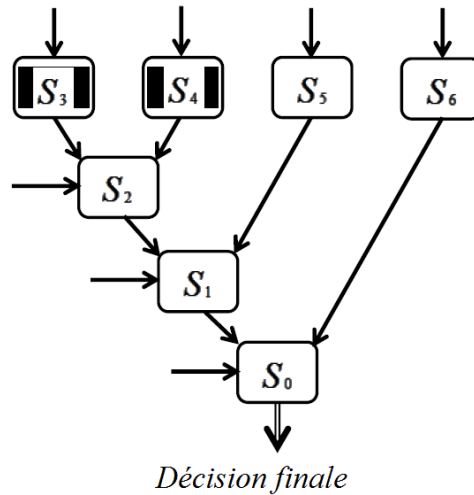 S₃ S₄ S₅ S₆
S₂
S₁
S₀
Décision finale